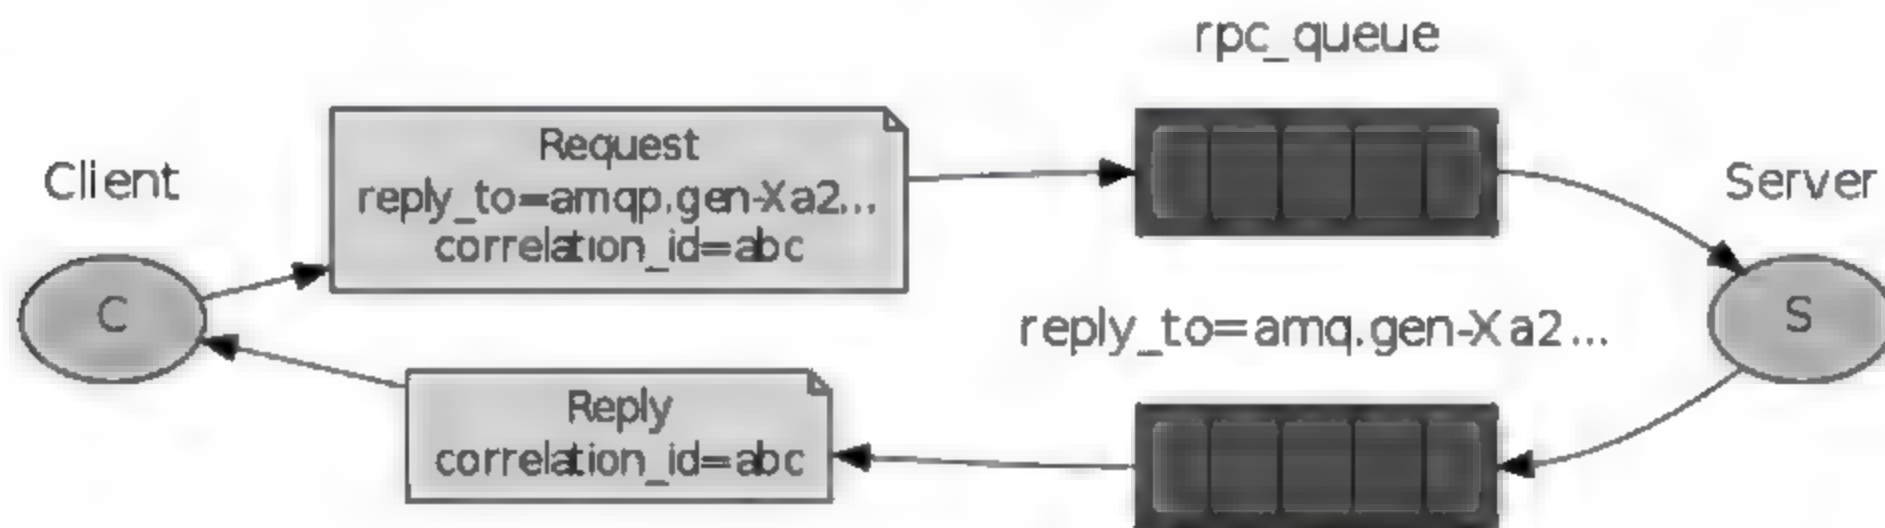 rpc_queue
Request
reply_to=amqp.gen-Xa2...
correlation_id=abc
Client
Server
C
S
reply_to=amq.gen-Xa2...
Reply
correlation_id=abc